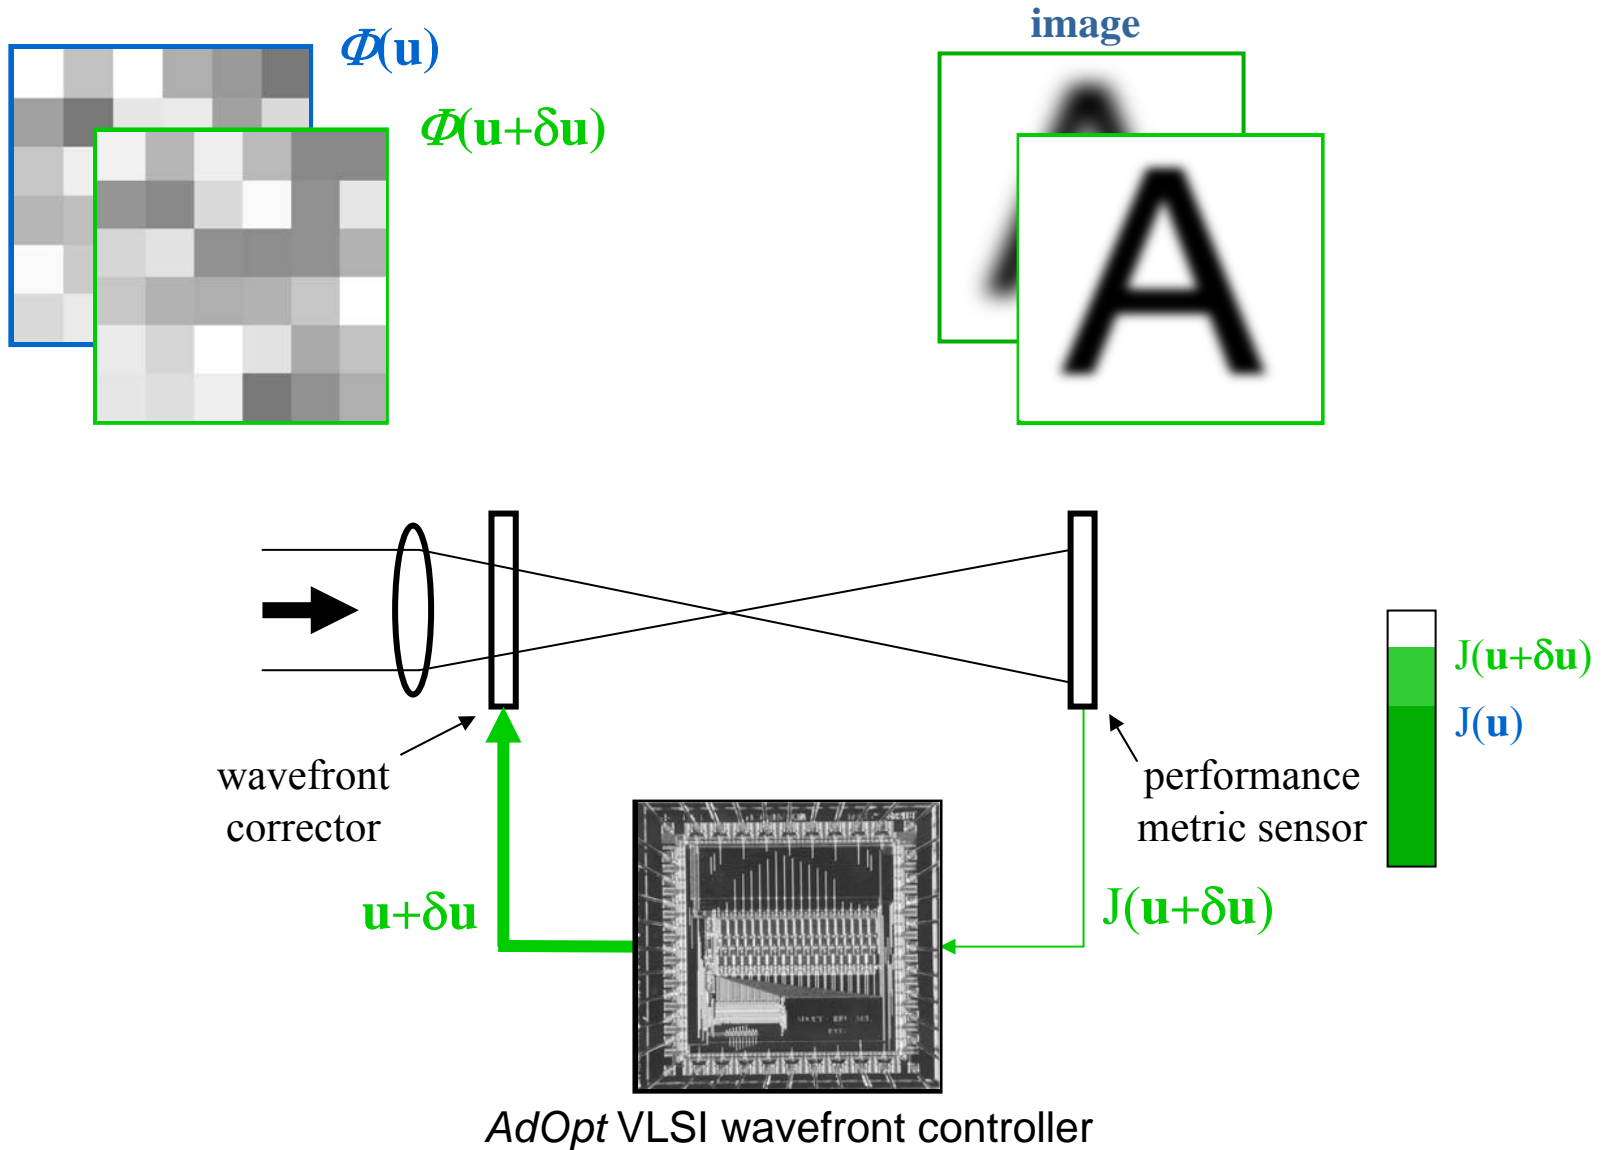 image
Φ(u)
Φ(u+δu)
A
A
J(u+δu)
J(u)
wavefront
corrector
performance
metric sensor
u+δu
J(u+δu)
AdOpt VLSI wavefront controller